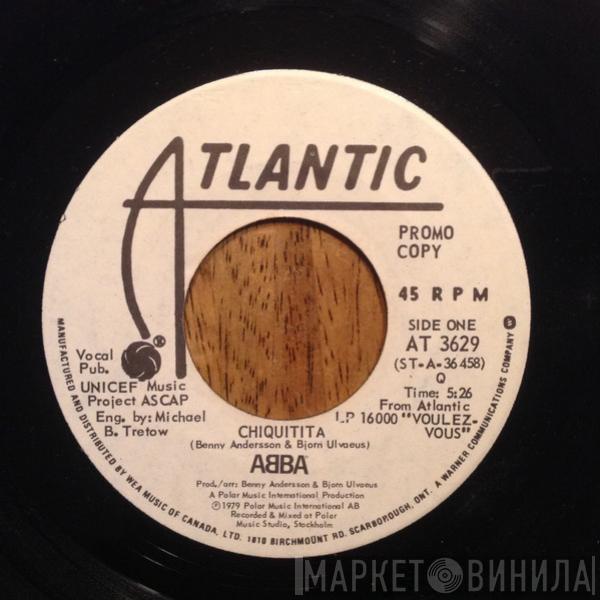 ATLANTIC
PROMO
COPY
45 RPM
SIDE ONE
AT 3629
(ST-A-36458)
Q
Time: 5:26
From Atlantic
LP 16000 "VOULEZ-
VOUS"
Vocal
Pub.
UNICEF Music
Project ASCAP
Eng. by: Michael
B. Tretow
CHIQUITITA
(Benny Andersson & Bjorn Ulvaeus)
ABBA
Prod./arr: Benny Andersson & Bjorn Ulvaeus
A Polar Music International Production
℗ 1979 Polar Music International AB
Recorded & Mixed at Polar
Music Studio, Stockholm
MANUFACTURED AND DISTRIBUTED BY WEA MUSIC OF CANADA, LTD. 1810 BIRCHMOUNT RD. SCARBOROUGH, ONT. A WARNER COMMUNICATIONS COMPANY
®
МАРКЕТ ВИНИЛА